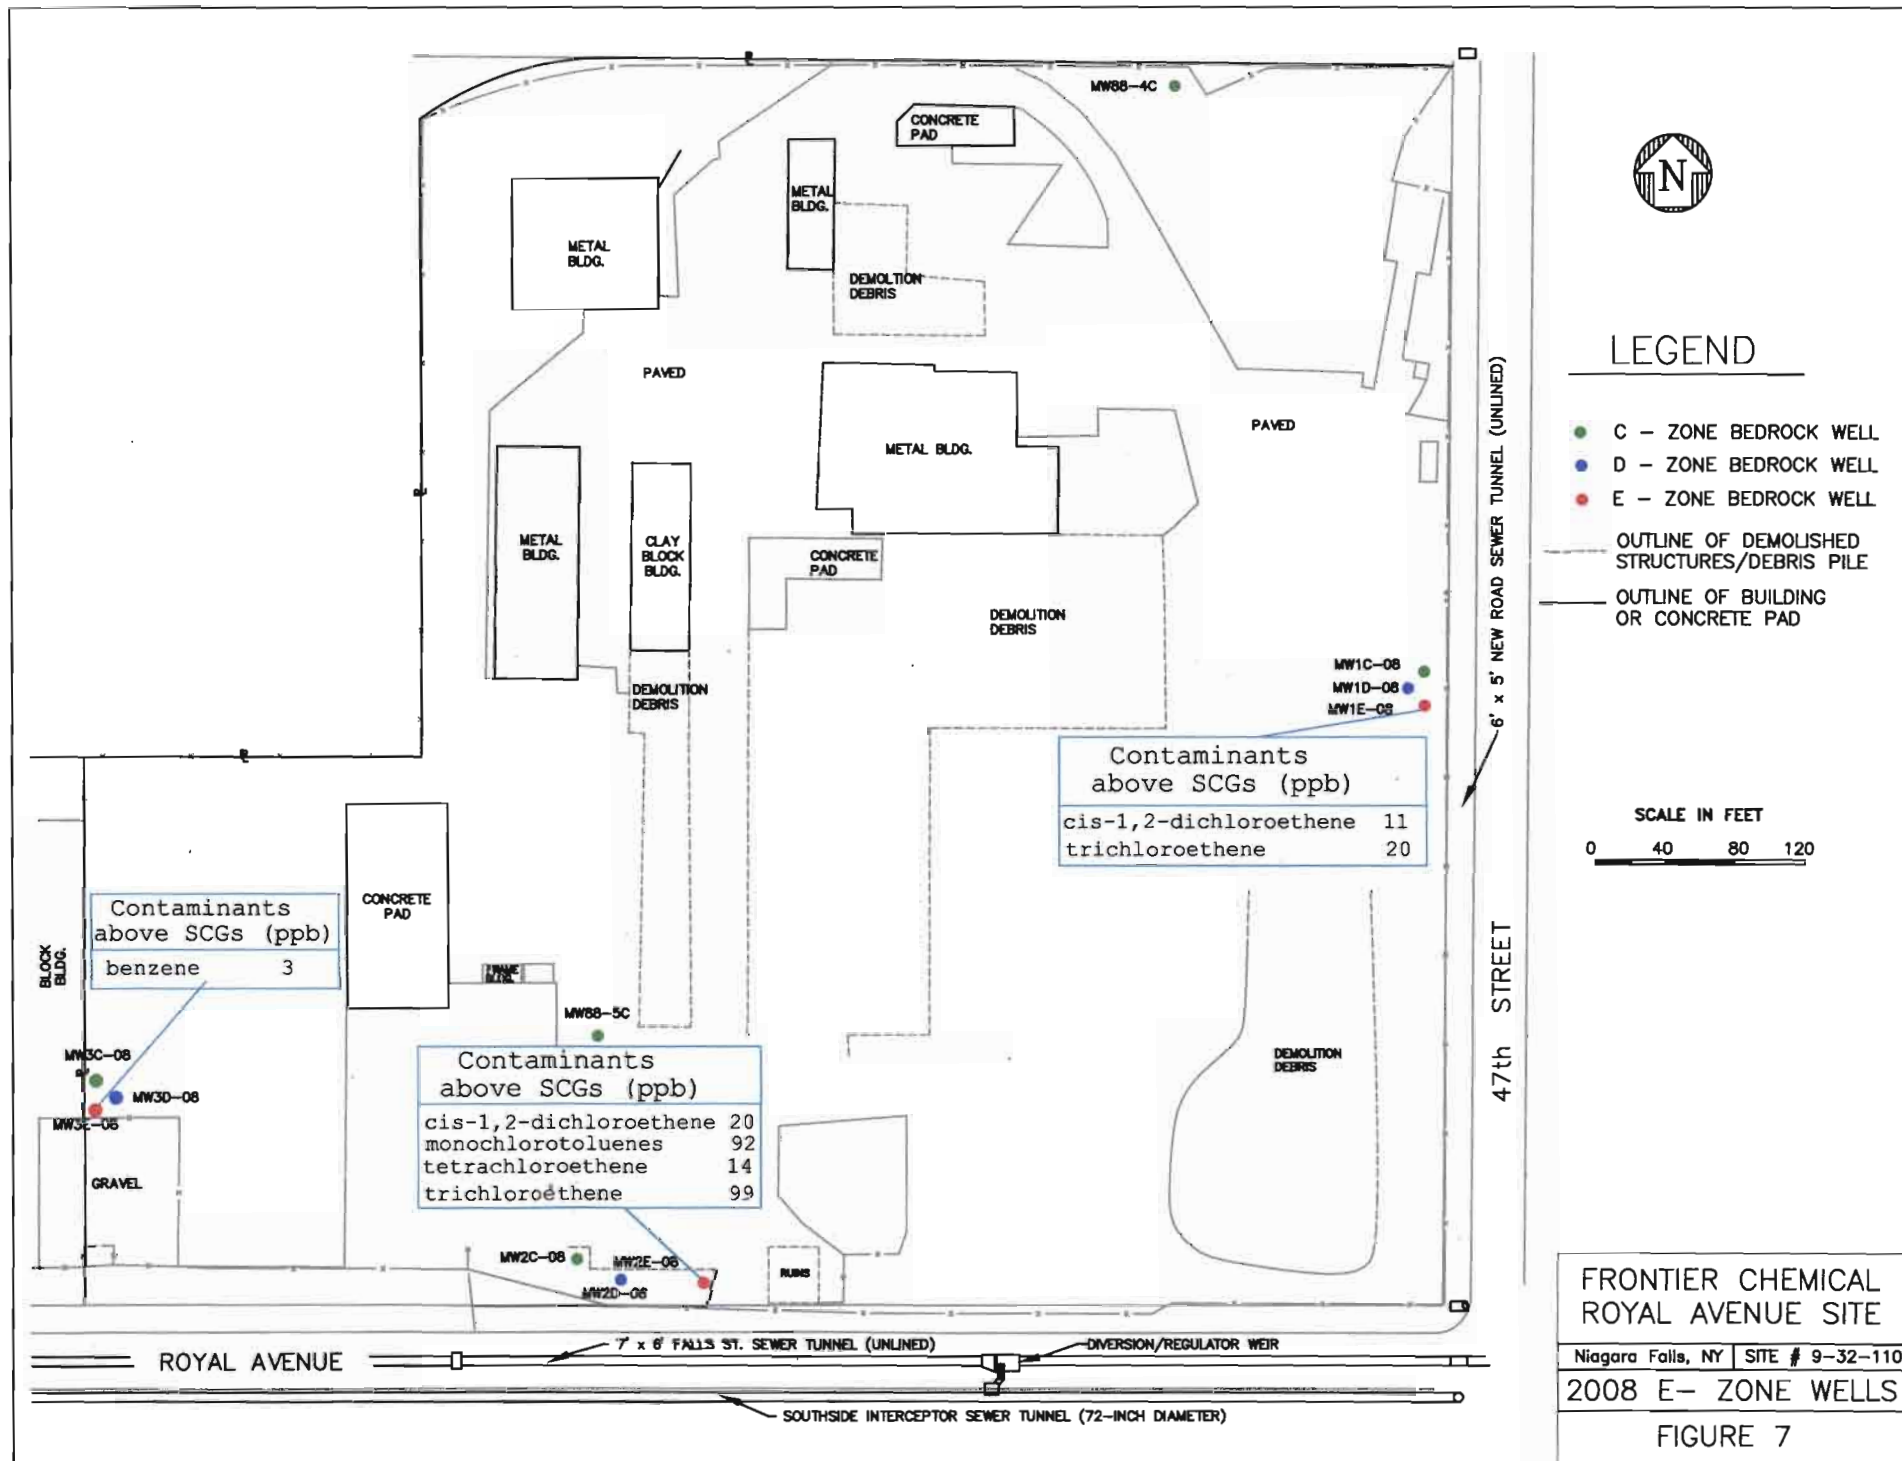 MW88-4C
CONCRETE
PAD
METAL
BLDG.
METAL
BLDG.
DEMOLTION
DEBRIS
PAVED
PAVED
METAL BLDG.
METAL
BLDG.
CLAY
BLOCK
BLDG.
CONCRETE
PAD
DEMOLITION
DEBRIS
DEMOLITION
DEBRIS
MW1C-08
MW1D-08
MW1E-08
Contaminants
above SCGs (ppb)
cis-1,2-dichloroethene 11
trichloroethene 20
6' x 5' NEW ROAD SEWER TUNNEL (UNLINED)
47th STREET
N
LEGEND
C - ZONE BEDROCK WELL
D - ZONE BEDROCK WELL
E - ZONE BEDROCK WELL
OUTLINE OF DEMOLISHED
STRUCTURES/DEBRIS PILE
OUTLINE OF BUILDING
OR CONCRETE PAD
SCALE IN FEET
0 40 80 120
BLOCK
BLDG.
Contaminants
above SCGs (ppb)
benzene 3
CONCRETE
PAD
FRAME
BLDG.
MW88-5C
MW3C-08
MW3D-08
MW3E-08
GRAVEL
Contaminants
above SCGs (ppb)
cis-1,2-dichloroethene 20
monochlorotoluenes 92
tetrachloroethene 14
trichloroethene 99
DEMOLITION
DEBRIS
MW2C-08
MW2E-08
MW2D-08
RUINS
ROYAL AVENUE
7' x 6' FALLS ST. SEWER TUNNEL (UNLINED)
DIVERSION/REGULATOR WEIR
SOUTHSIDE INTERCEPTOR SEWER TUNNEL (72-INCH DIAMETER)
FRONTIER CHEMICAL
ROYAL AVENUE SITE
Niagara Falls, NY SITE # 9-32-110
2008 E- ZONE WELLS
FIGURE 7